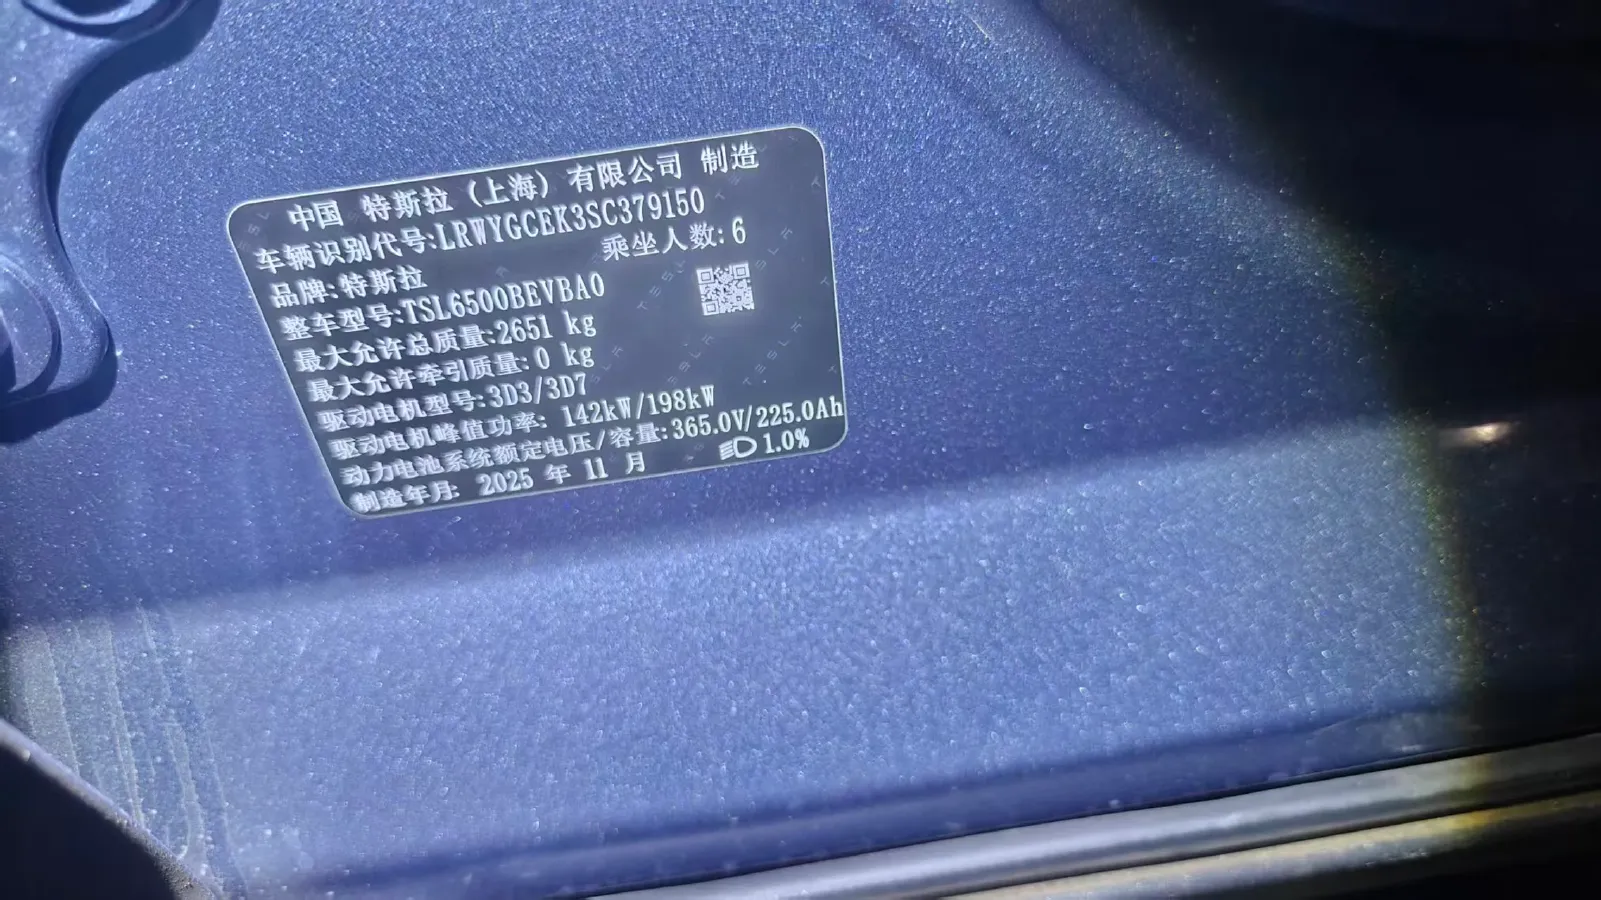 中国 特斯拉 (上海) 有限公司 制造
车辆识别代号:LRWYGCEK3SC379150
品牌:特斯拉 乘坐人数:6
整车型号:TSL6500BEVBA0
最大允许总质量:2651 kg
最大允许牵引质量:0 kg
驱动电机型号:3D3/3D7
驱动电机峰值功率: 142kW/198kW
动力电池系统额定电压/容量:365.0V/225.0Ah
制造年月: 2025 年 11 月 1.0%